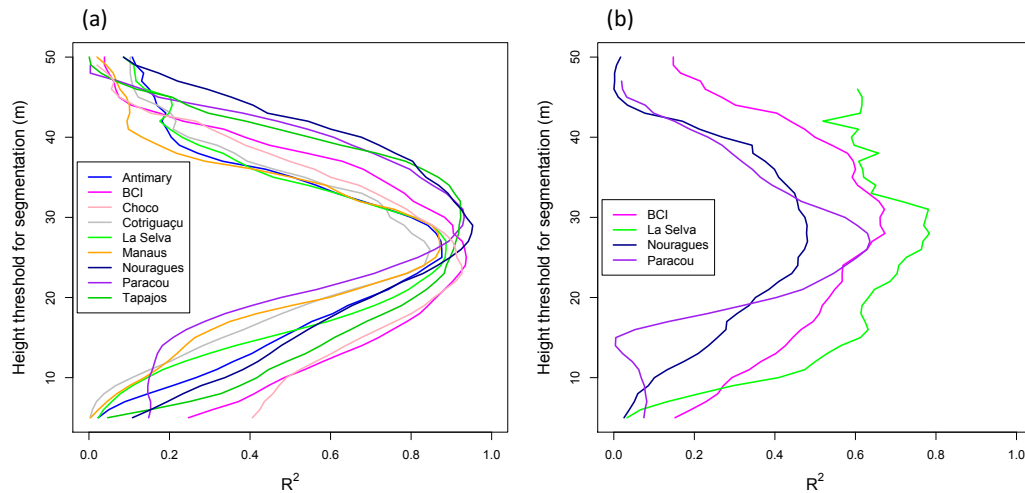 (a)
Height threshold for segmentation (m)
50
40
30
20
10
Antimary
BCI
Choco
Cotriguaçu
La Selva
Manaus
Nouragues
Paracou
Tapajos
0.0 0.2 0.4 0.6 0.8 1.0
R²
(b)
Height threshold for segmentation (m)
50
40
30
20
10
BCI
La Selva
Nouragues
Paracou
0.0 0.2 0.4 0.6 0.8 1.0
R²